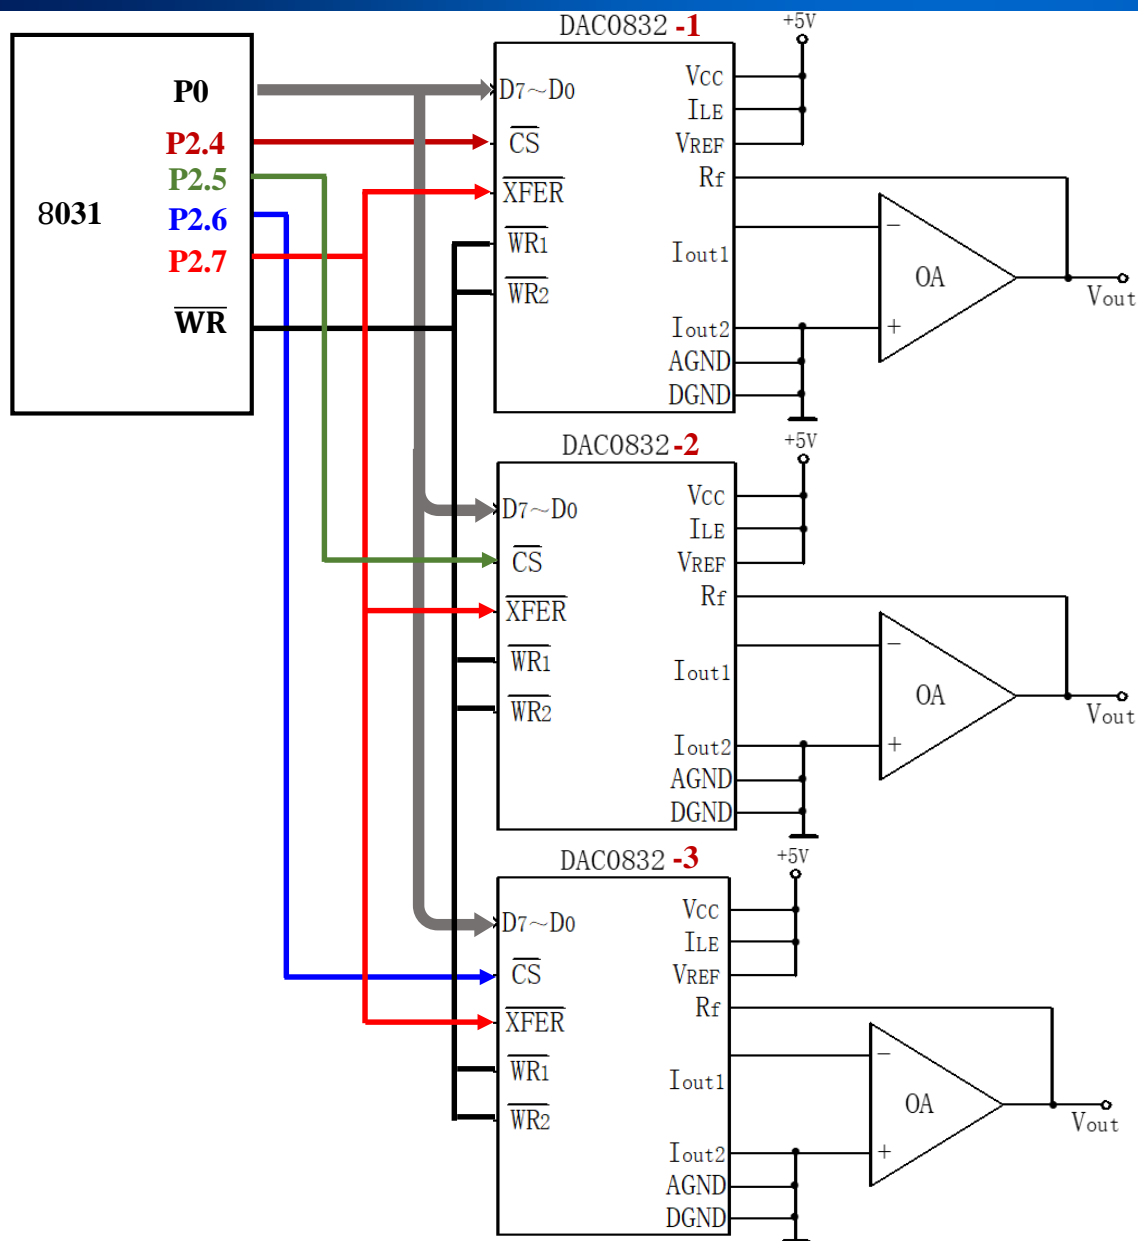 8031
P0
P2.4
P2.5
P2.6
P2.7
WR
DAC0832 -1
+5V
D7～D0
CS
XFER
WR1
WR2
VCC
ILE
VREF
Rf
Iout1
Iout2
AGND
DGND
−
OA
+
Vout
DAC0832 -2
+5V
D7～D0
CS
XFER
WR1
WR2
VCC
ILE
VREF
Rf
Iout1
Iout2
AGND
DGND
−
OA
+
Vout
DAC0832 -3
+5V
D7～D0
CS
XFER
WR1
WR2
VCC
ILE
VREF
Rf
Iout1
Iout2
AGND
DGND
−
OA
+
Vout